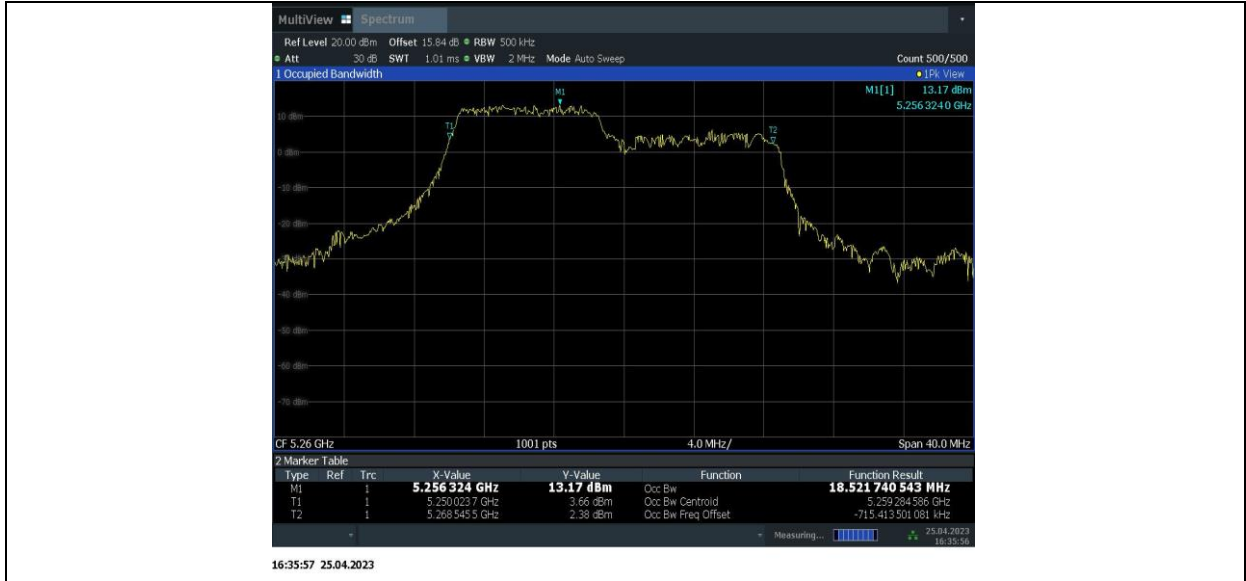 MultiView Spectrum
Ref Level 20.00 dBm Offset 15.84 dB RBW 500 kHz
Att 30 dB SWT 1.01 ms VBW 2 MHz Mode Auto Sweep Count 500/500
1 Occupied Bandwidth 1Pk View
M1[1] 13.17 dBm
5.2563240 GHz
M1
10 dBm
T1
T2
0 dBm
-10 dBm
-20 dBm
-40 dBm
-50 dBm
-60 dBm
-70 dBm
CF 5.26 GHz 1001 pts 4.0 MHz/ Span 40.0 MHz
2 Marker Table
Type Ref Trc X-Value Y-Value Function Function Result
M1 1 5.256 324 GHz 13.17 dBm Occ Bw 18.521 740 543 MHz
T1 1 5.250 023 7 GHz 3.66 dBm Occ Bw Centroid 5.259 284 586 GHz
T2 1 5.268 545 5 GHz 2.38 dBm Occ Bw Freq Offset -715.413 501 081 kHz
Measuring... 25.04.2023
16:35:56
16:35:57 25.04.2023